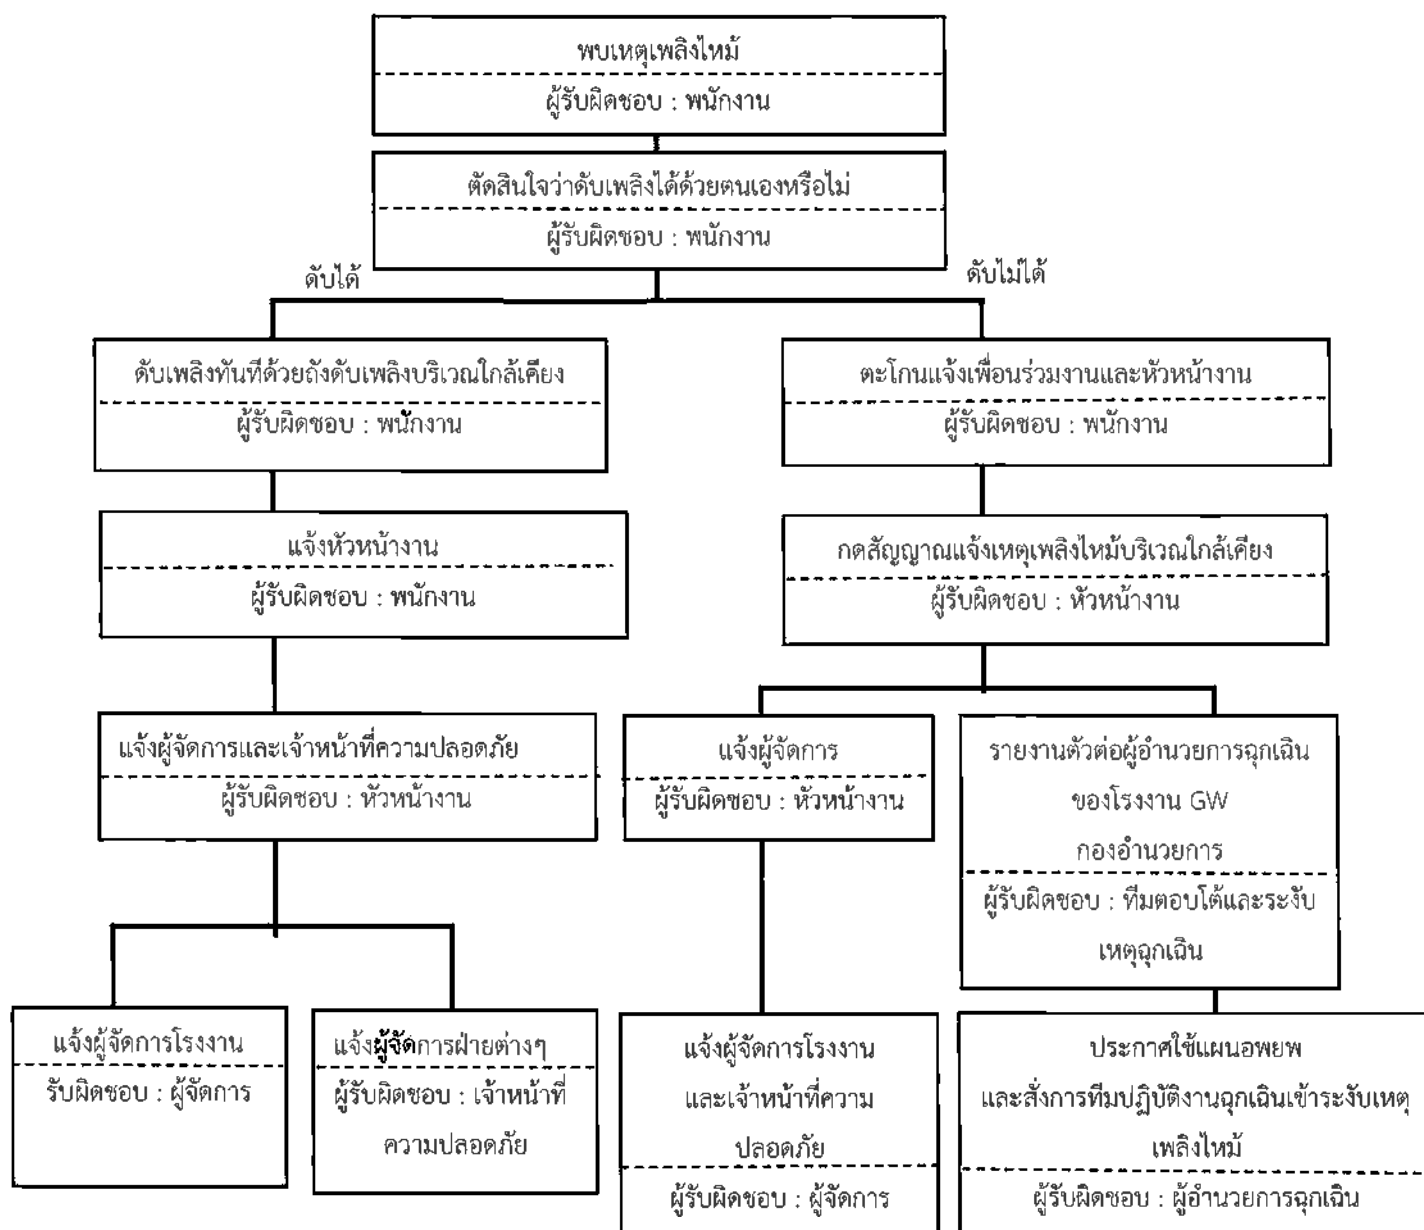 พบเหตุเพลิงไหม้
ผู้รับผิดชอบ : พนักงาน
ตัดสินใจว่าดับเพลิงได้ด้วยตนเองหรือไม่
ผู้รับผิดชอบ : พนักงาน
ดับได้
ดับไม่ได้
ดับเพลิงทันทีด้วยถังดับเพลิงบริเวณใกล้เคียง
ผู้รับผิดชอบ : พนักงาน
ตะโกนแจ้งเพื่อนร่วมงานและหัวหน้างาน
ผู้รับผิดชอบ : พนักงาน
แจ้งหัวหน้างาน
ผู้รับผิดชอบ : พนักงาน
กดสัญญาณแจ้งเหตุเพลิงไหม้บริเวณใกล้เคียง
ผู้รับผิดชอบ : หัวหน้างาน
แจ้งผู้จัดการและเจ้าหน้าที่ความปลอดภัย
ผู้รับผิดชอบ : หัวหน้างาน
แจ้งผู้จัดการ
ผู้รับผิดชอบ : หัวหน้างาน
รายงานตัวต่อผู้อำนวยการฉุกเฉิน
ของโรงงาน GW
กองอำนวยการ
ผู้รับผิดชอบ : ทีมตอบโต้และระงับ
เหตุฉุกเฉิน
แจ้งผู้จัดการโรงงาน
รับผิดชอบ : ผู้จัดการ
แจ้งผู้จัดการฝ่ายต่างๆ
ผู้รับผิดชอบ : เจ้าหน้าที่
ความปลอดภัย
แจ้งผู้จัดการโรงงาน
และเจ้าหน้าที่ความ
ปลอดภัย
ผู้รับผิดชอบ : ผู้จัดการ
ประกาศใช้แผนอพยพ
และสั่งการทีมปฏิบัติงานฉุกเฉินเข้าระงับเหตุ
เพลิงไหม้
ผู้รับผิดชอบ : ผู้อำนวยการฉุกเฉิน